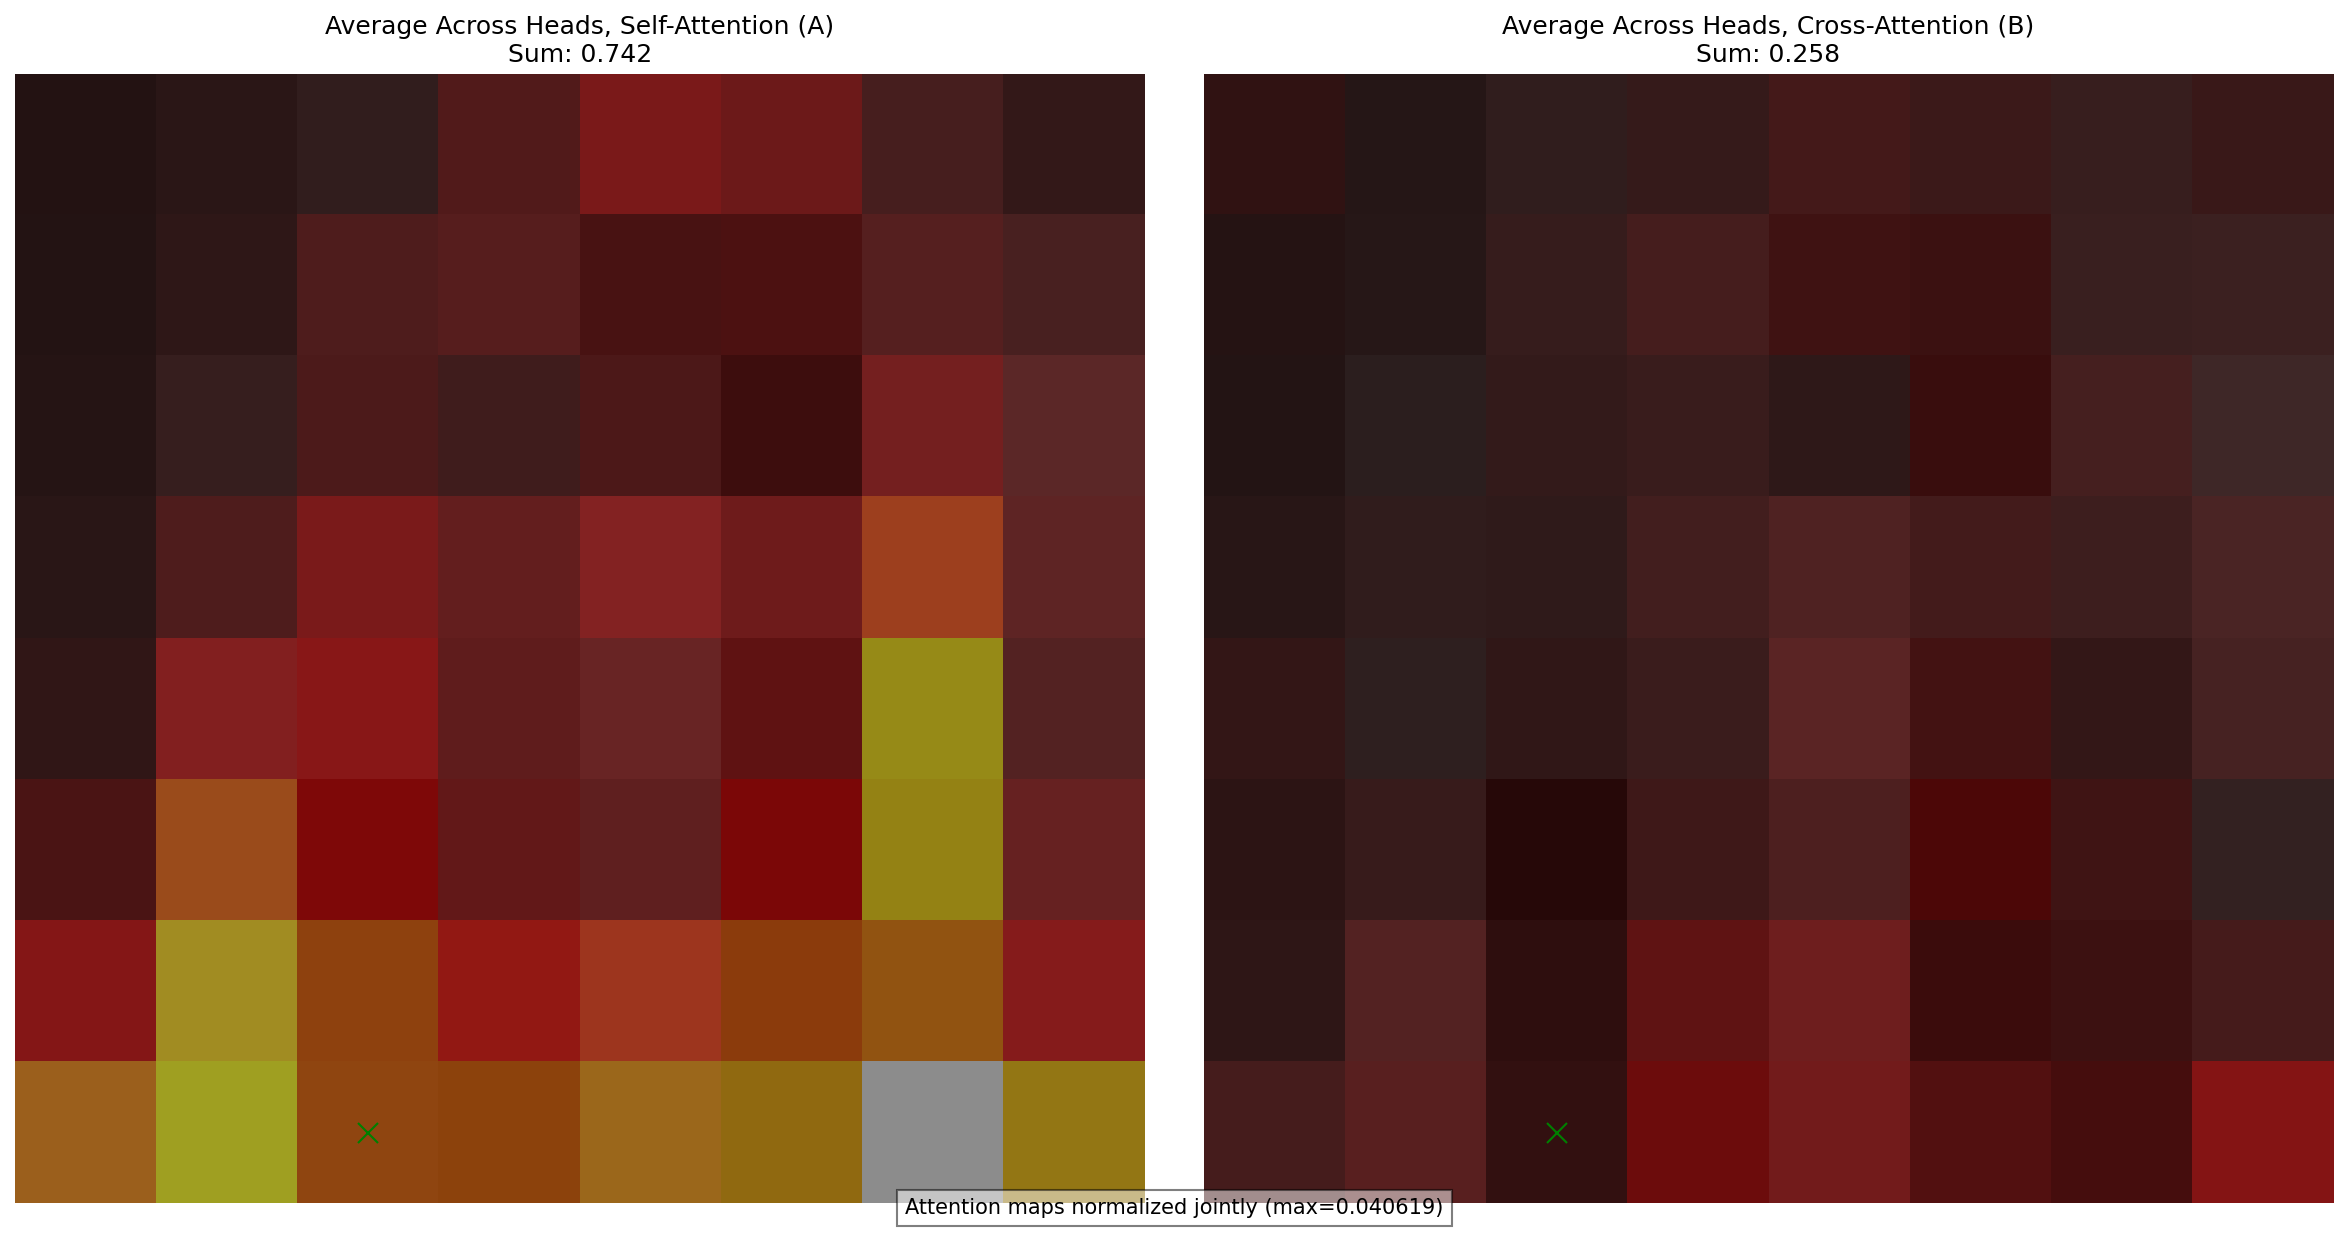 Average Across Heads, Self-Attention (A)
Sum: 0.742
Average Across Heads, Cross-Attention (B)
Sum: 0.258
Attention maps normalized jointly (max=0.040619)